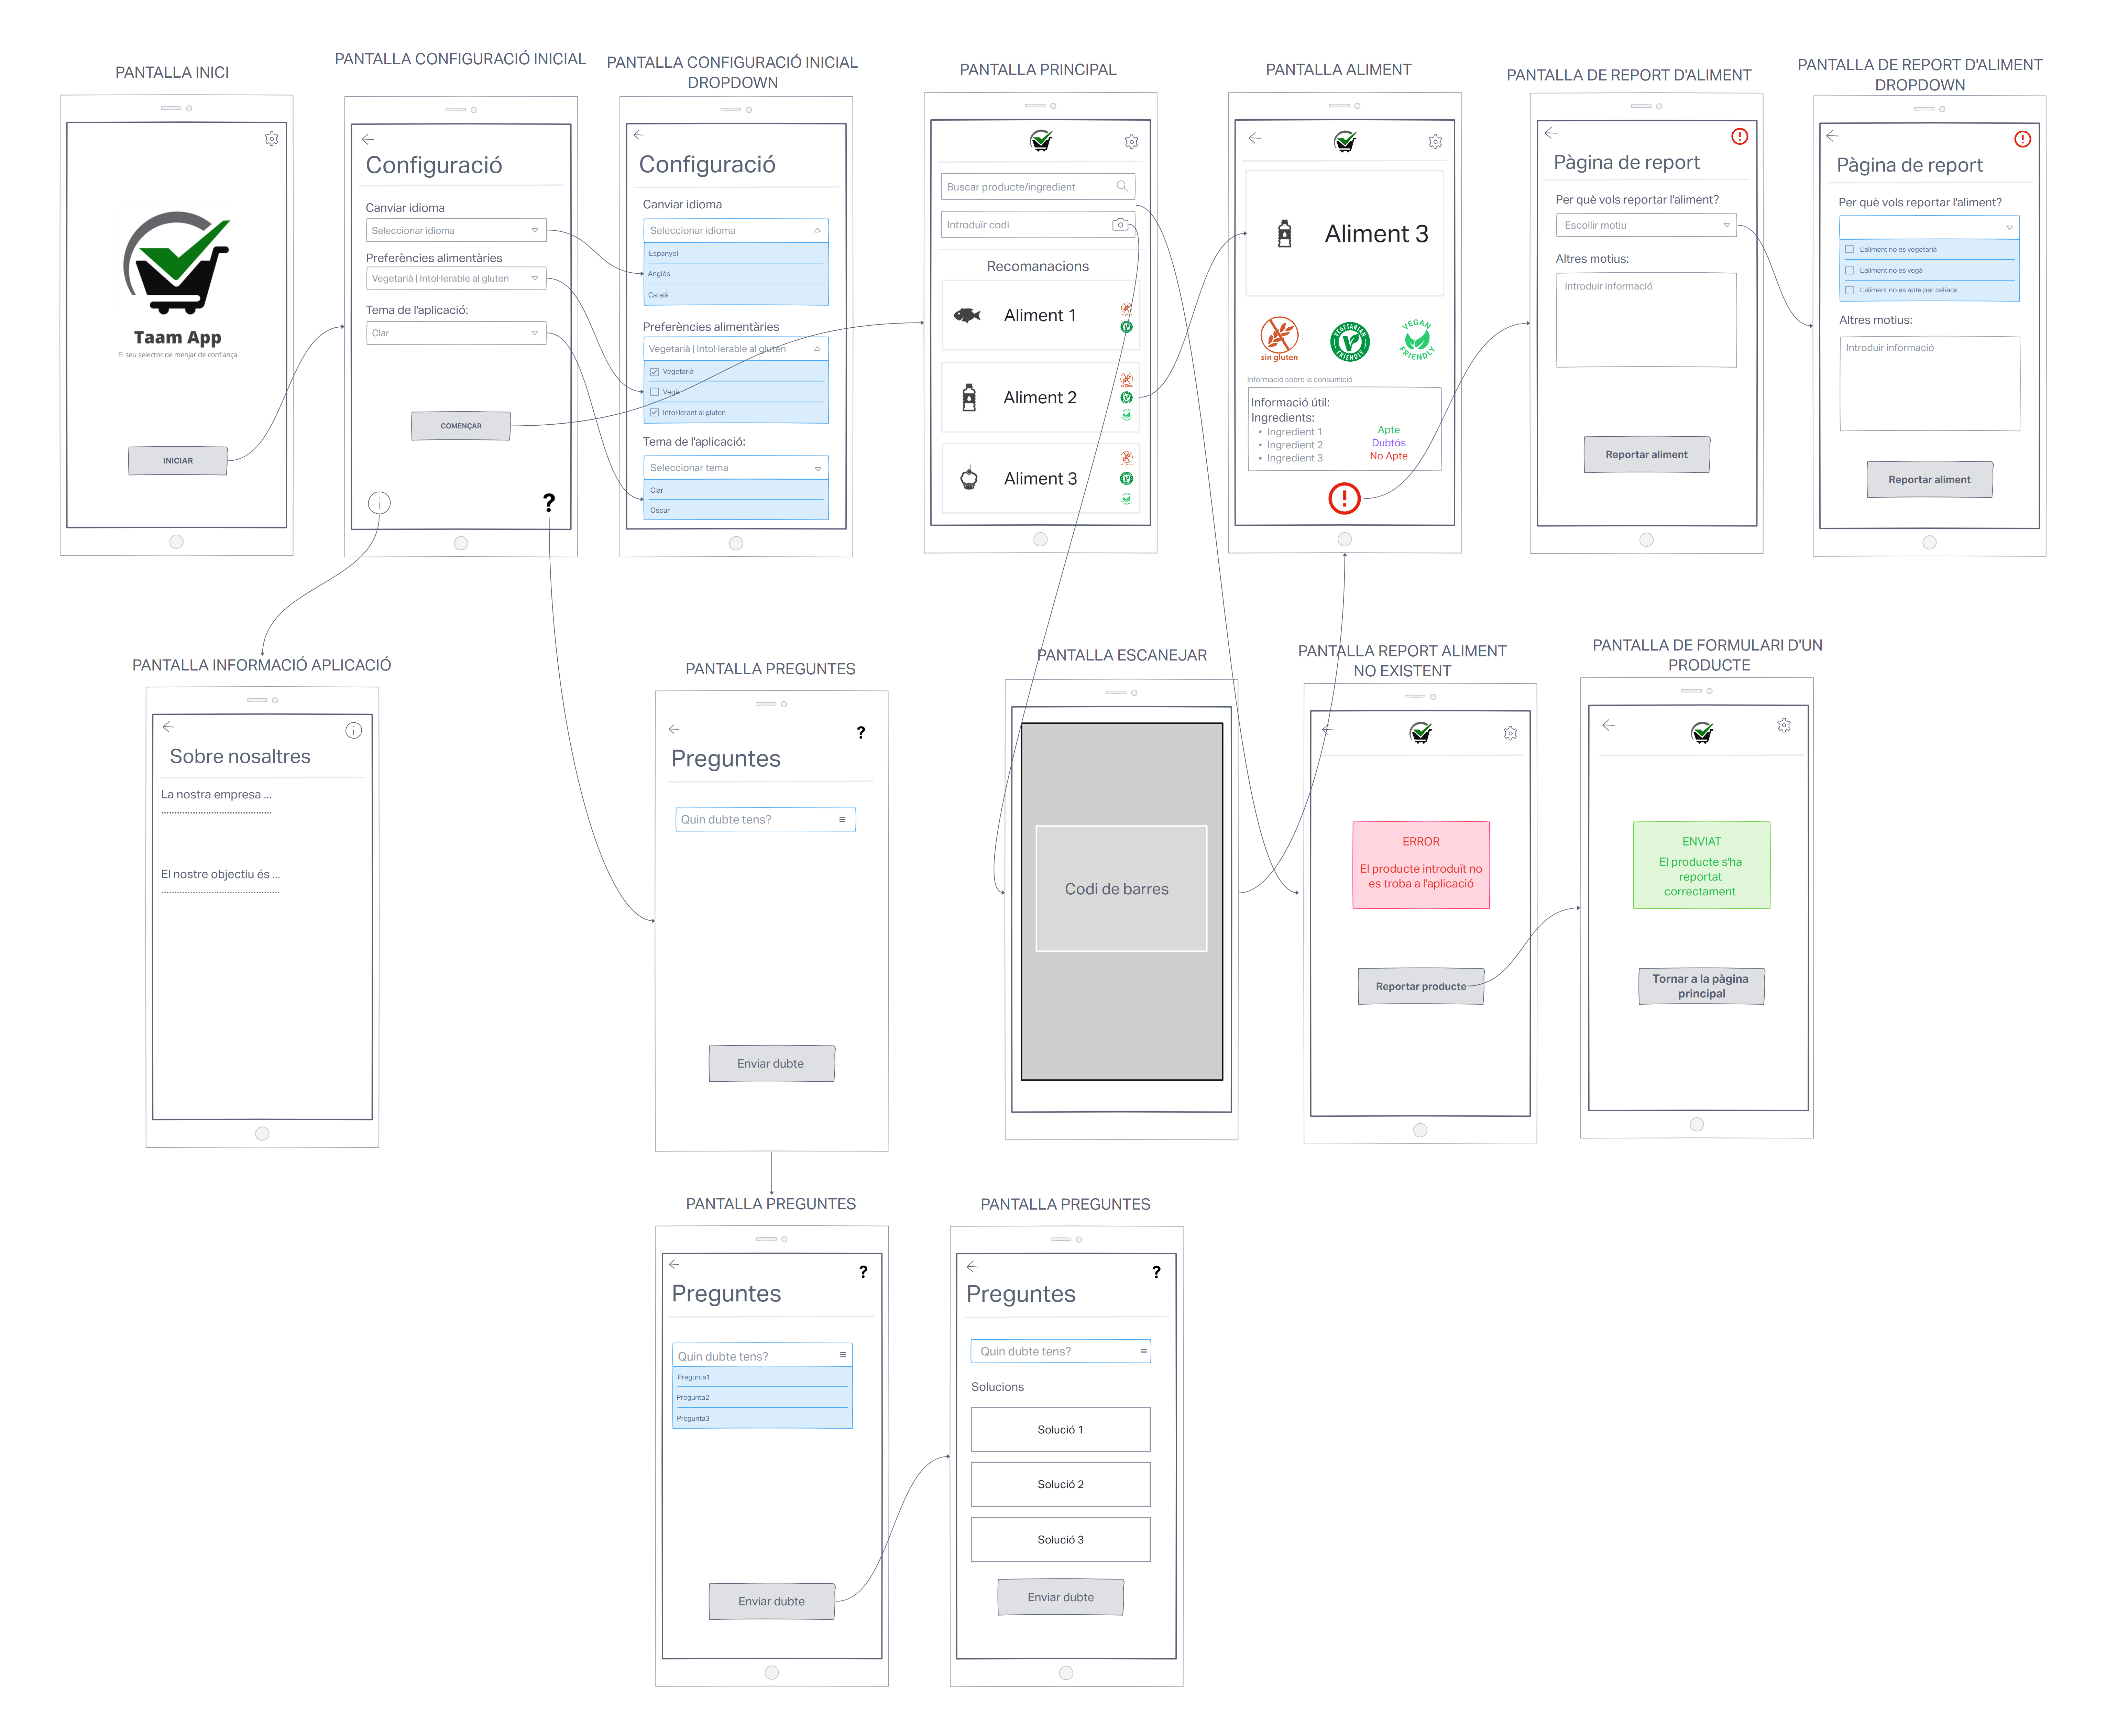 PANTALLA INICI
Taam App
El seu selector de menjar de confiança
INICIAR
PANTALLA CONFIGURACIÓ INICIAL
Configuració
Canviar idioma
Seleccionar idioma
Preferències alimentàries
Vegetarià | Intol·lerable al gluten
Tema de l'aplicació:
Clar
COMENÇAR
i
?
PANTALLA CONFIGURACIÓ INICIAL
DROPDOWN
Configuració
Canviar idioma
Seleccionar idioma
Espanyol
Anglès
Català
Preferències alimentàries
Vegetarià | Intol·lerable al gluten
Vegetarià
Vegà
Intol·lerant al gluten
Tema de l'aplicació:
Seleccionar tema
Clar
Oscur
PANTALLA PRINCIPAL
Buscar producte/ingredient
Introduïr codi
Recomanacions
Aliment 1
Aliment 2
Aliment 3
PANTALLA ALIMENT
Aliment 3
sin gluten
VEGETARIAN
FRIENDLY
VEGAN
FRIENDLY
Informació sobre la consumició
Informació útil:
Ingredients:
• Ingredient 1 Apte
• Ingredient 2 Dubtós
• Ingredient 3 No Apte
!
PANTALLA DE REPORT D'ALIMENT
!
Pàgina de report
Per què vols reportar l'aliment?
Escollir motiu
Altres motius:
Introduir informació
Reportar aliment
PANTALLA DE REPORT D'ALIMENT
DROPDOWN
!
Pàgina de report
Per què vols reportar l'aliment?
L'aliment no es vegetarià
L'aliment no es vegà
L'aliment no es apte per celíacs
Altres motius:
Introduir informació
Reportar aliment
PANTALLA INFORMACIÓ APLICACIÓ
i
Sobre nosaltres
La nostra empresa ...
El nostre objectiu és ...
PANTALLA PREGUNTES
?
Preguntes
Quin dubte tens?
Enviar dubte
PANTALLA ESCANEJAR
Codi de barres
PANTALLA REPORT ALIMENT
NO EXISTENT
ERROR
El producte introduït no
es troba a l'aplicació
Reportar producte
PANTALLA DE FORMULARI D'UN
PRODUCTE
ENVIAT
El producte s'ha
reportat
correctament
Tornar a la pàgina
principal
PANTALLA PREGUNTES
?
Preguntes
Quin dubte tens?
Pregunta1
Pregunta2
Pregunta3
Enviar dubte
PANTALLA PREGUNTES
?
Preguntes
Quin dubte tens?
Solucions
Solució 1
Solució 2
Solució 3
Enviar dubte